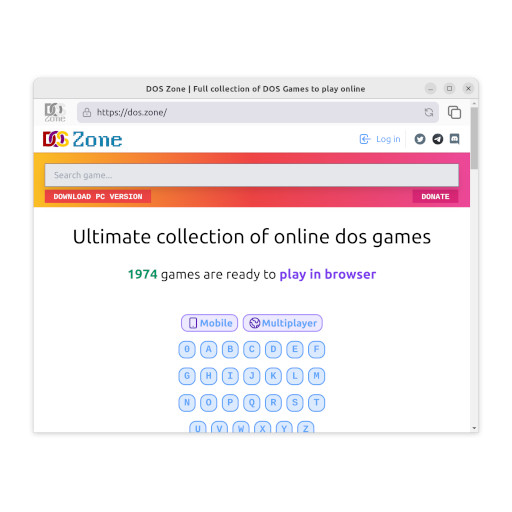 DOS Zone | Full collection of DOS Games to play online
DOS Zone
https://dos.zone/
DOS Zone
Log in
Search game...
DOWNLOAD PC VERSION
DONATE
Ultimate collection of online dos games
1974 games are ready to play in browser
Mobile Multiplayer
0 A B C D E F
G H I J K L M
N O P Q R S T
U V W X Y Z